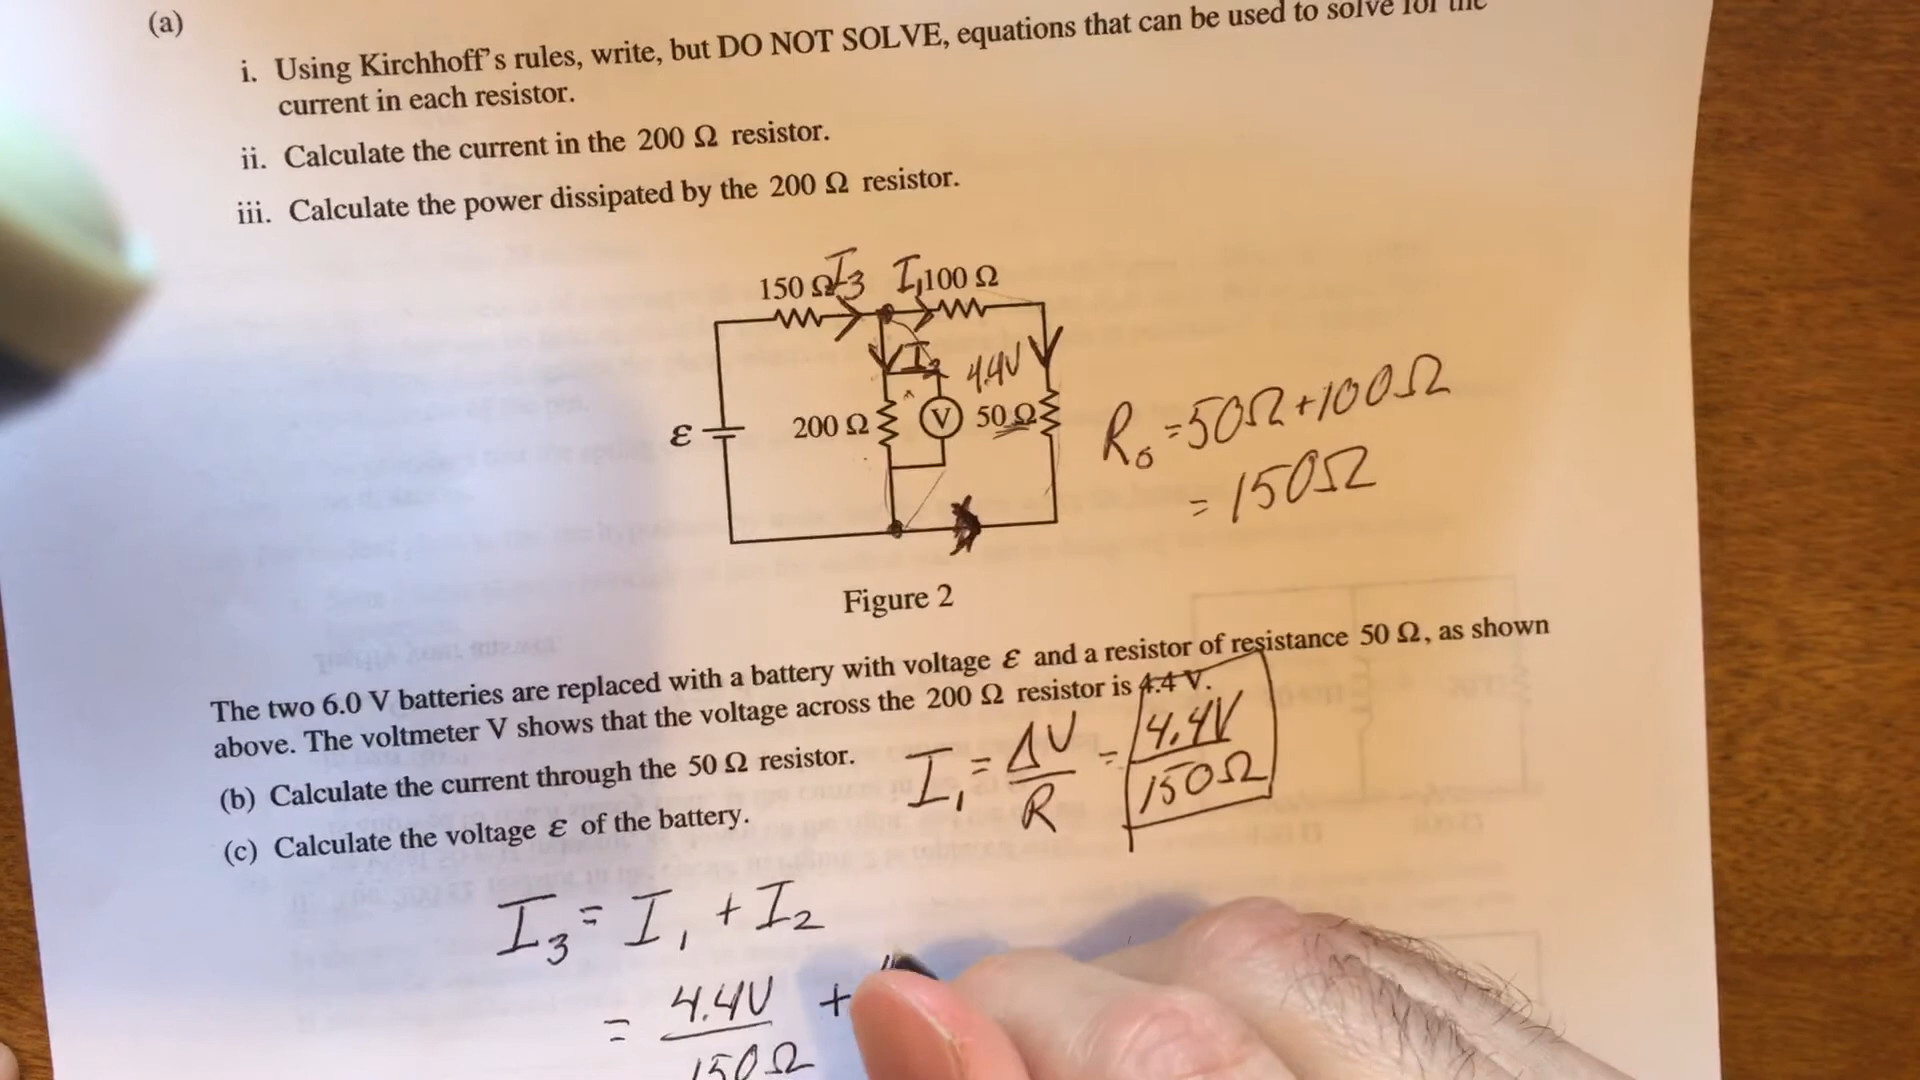 (a)
i. Using Kirchhoff's rules, write, but DO NOT SOLVE, equations that can be used to solve for the
current in each resistor.
ii. Calculate the current in the 200 Ω resistor.
iii. Calculate the power dissipated by the 200 Ω resistor.
150 Ω I₃ I₁ 100 Ω
I₂ 4.4V
ε 200 Ω V 50 Ω
R₀ = 50Ω + 100Ω
= 150Ω
Figure 2
The two 6.0 V batteries are replaced with a battery with voltage ε and a resistor of resistance 50 Ω, as shown
above. The voltmeter V shows that the voltage across the 200 Ω resistor is 4.4 V.
(b) Calculate the current through the 50 Ω resistor.
I₁ = ΔV/R = 4.4V/150Ω
(c) Calculate the voltage ε of the battery.
I₃ = I₁ + I₂
= 4.4V/150Ω +